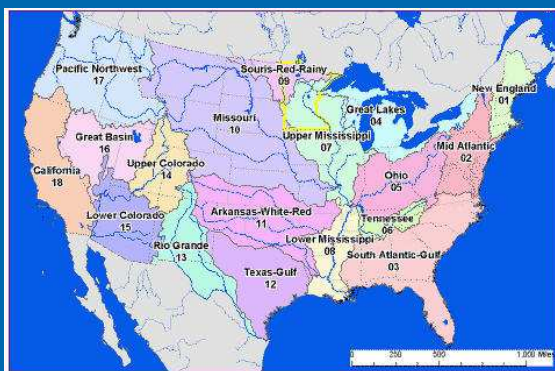 Pacific Northwest
17
Souris-Red-Rainy
09
New England
01
Great Lakes
04
Missouri
10
Upper Mississippi
07
Mid Atlantic
02
Great Basin
16
Upper Colorado
14
California
18
Ohio
05
Lower Colorado
15
Arkansas-White-Red
11
Tennessee
06
Rio Grande
13
Lower Mississippi
08
South Atlantic-Gulf
03
Texas-Gulf
12
0 250 500 1,000 Miles